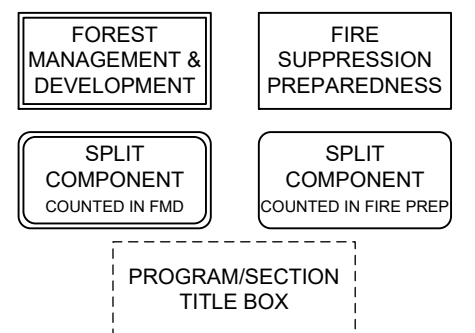 FOREST
MANAGEMENT &
DEVELOPMENT
FIRE
SUPPRESSION
PREPAREDNESS
SPLIT
COMPONENT
COUNTED IN FMD
SPLIT
COMPONENT
COUNTED IN FIRE PREP
PROGRAM/SECTION
TITLE BOX